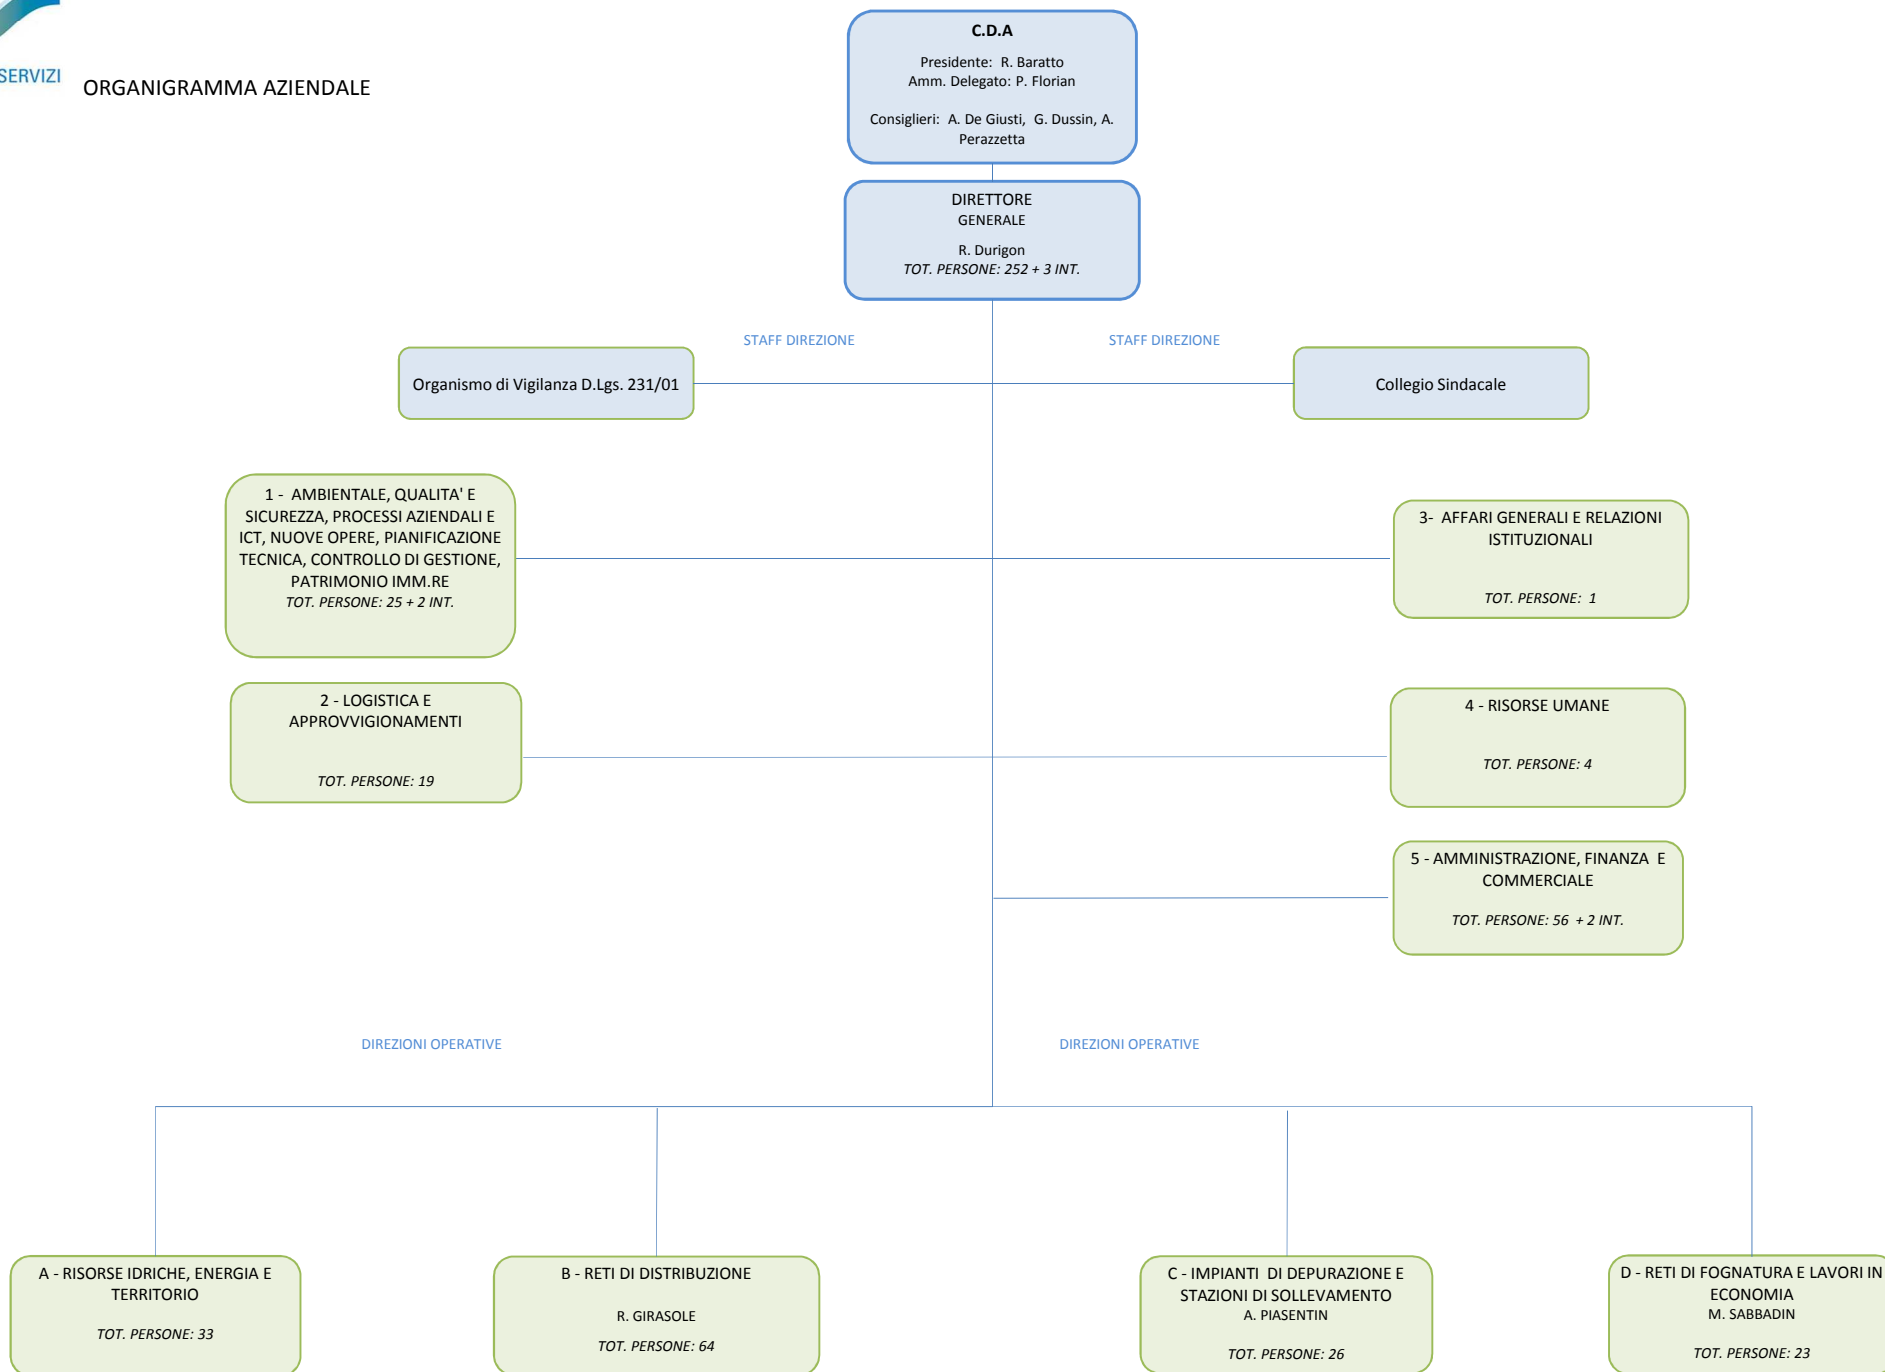 SERVIZI
ORGANIGRAMMA AZIENDALE
C.D.A
Presidente: R. Baratto
Amm. Delegato: P. Florian
Consiglieri: A. De Giusti, G. Dussin, A.
Perazzetta
DIRETTORE
GENERALE
R. Durigon
TOT. PERSONE: 252 + 3 INT.
STAFF DIREZIONE
STAFF DIREZIONE
Organismo di Vigilanza D.Lgs. 231/01
Collegio Sindacale
1 - AMBIENTALE, QUALITA' E
SICUREZZA, PROCESSI AZIENDALI E
ICT, NUOVE OPERE, PIANIFICAZIONE
TECNICA, CONTROLLO DI GESTIONE,
PATRIMONIO IMM.RE
TOT. PERSONE: 25 + 2 INT.
3- AFFARI GENERALI E RELAZIONI
ISTITUZIONALI
TOT. PERSONE: 1
2 - LOGISTICA E
APPROVVIGIONAMENTI
TOT. PERSONE: 19
4 - RISORSE UMANE
TOT. PERSONE: 4
5 - AMMINISTRAZIONE, FINANZA E
COMMERCIALE
TOT. PERSONE: 56 + 2 INT.
DIREZIONI OPERATIVE
DIREZIONI OPERATIVE
A - RISORSE IDRICHE, ENERGIA E
TERRITORIO
TOT. PERSONE: 33
B - RETI DI DISTRIBUZIONE
R. GIRASOLE
TOT. PERSONE: 64
C - IMPIANTI DI DEPURAZIONE E
STAZIONI DI SOLLEVAMENTO
A. PIASENTIN
TOT. PERSONE: 26
D - RETI DI FOGNATURA E LAVORI IN
ECONOMIA
M. SABBADIN
TOT. PERSONE: 23